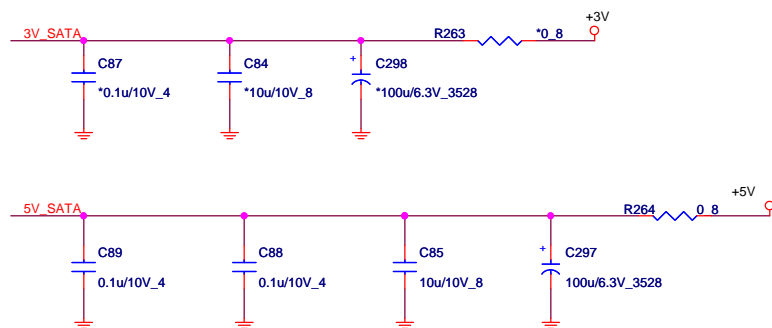 +3V
3V_SATA
R263
*0_8
C87
C84
+ C298
*0.1u/10V_4
*10u/10V_8
*100u/6.3V_3528
+5V
5V_SATA
R264
0_8
C89
C88
C85
+ C297
0.1u/10V_4
0.1u/10V_4
10u/10V_8
100u/6.3V_3528